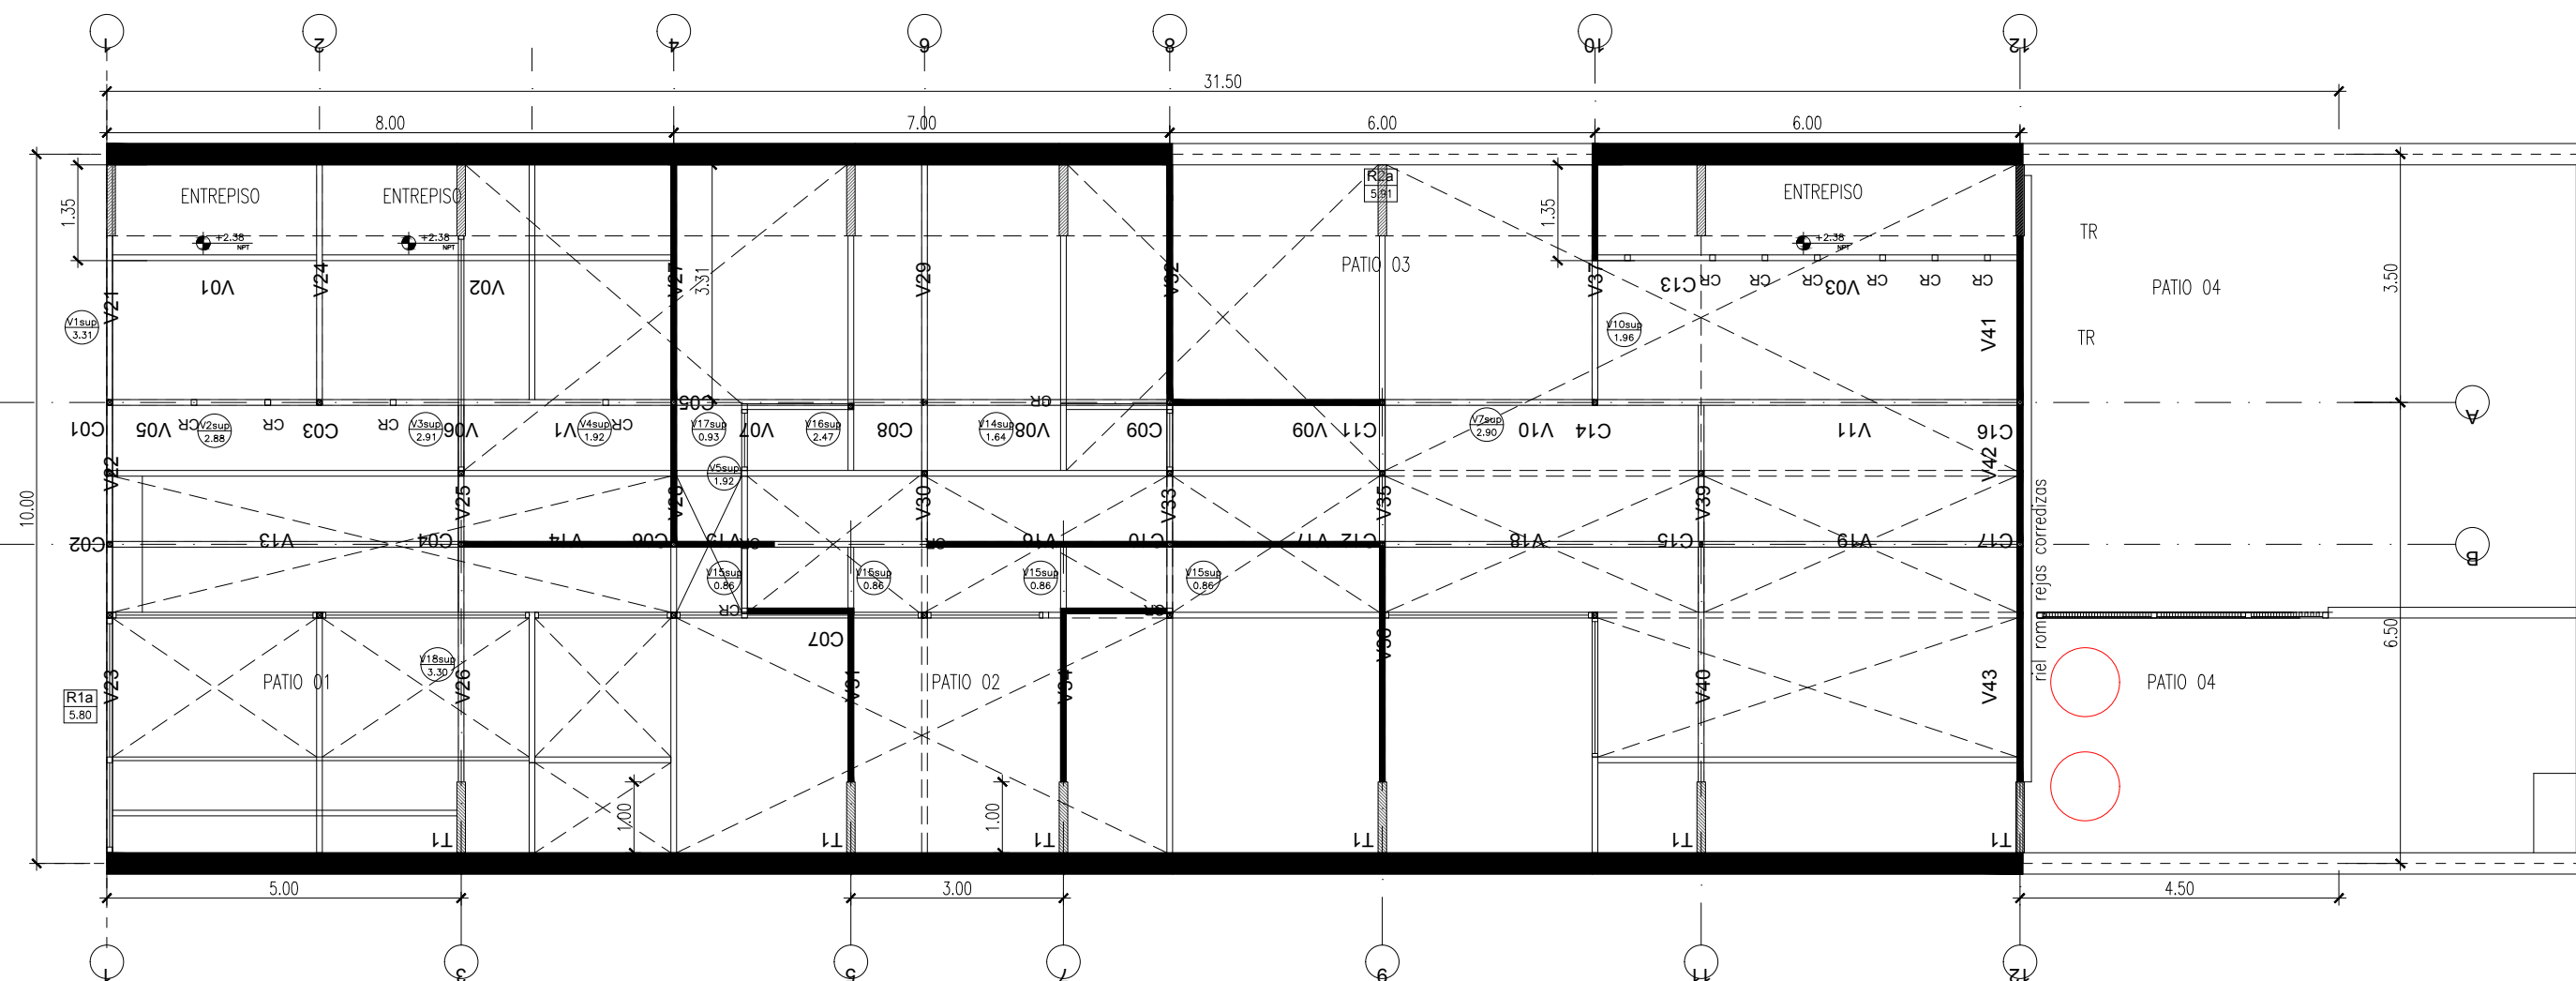 1
2
4
6
8
10
12
31.50
8.00
7.00
6.00
6.00
ENTREPISO
ENTREPISO
R2a
5.91
ENTREPISO
1.35
1.35
+2.38
NPT
+2.38
NPT
+2.38
NPT
TR
PATIO 03
V01
V24
V02
V27
3.31
V29
V32
V37
C13
CR
CR
CR
V03
CR
CR
CR
PATIO 04
3.50
V21
V1sup
3.31
V10sup
1.96
V41
TR
C05
CR
A
C01
V05
CR
V2sup
2.88
CR
C03
CR
V3sup
2.91
V06
V1
V4sup
1.92
CR
V17sup
0.93
V07
V16sup
2.47
C08
V14sup
1.64
V08
C09
V09
C11
V7sup
2.90
V10
C14
V11
C16
V22
V5sup
1.92
V42
10.00
V25
V28
V30
V33
V35
V39
C02
V13
C04
V14
C06
V15
CR
CR
V16
C10
V17
C12
V18
C15
V19
C17
B
riel romo rejas corredizas
V15sup
0.86
V15sup
0.86
V15sup
0.86
V15sup
0.86
CR
CR
C07
6.50
V18sup
3.30
R1a
5.80
V23
PATIO 01
V26
V31
PATIO 02
V34
V40
V43
PATIO 04
1.00
1.00
T1
T1
T1
T1
T1
T1
5.00
3.00
4.50
1
3
5
7
9
11
12